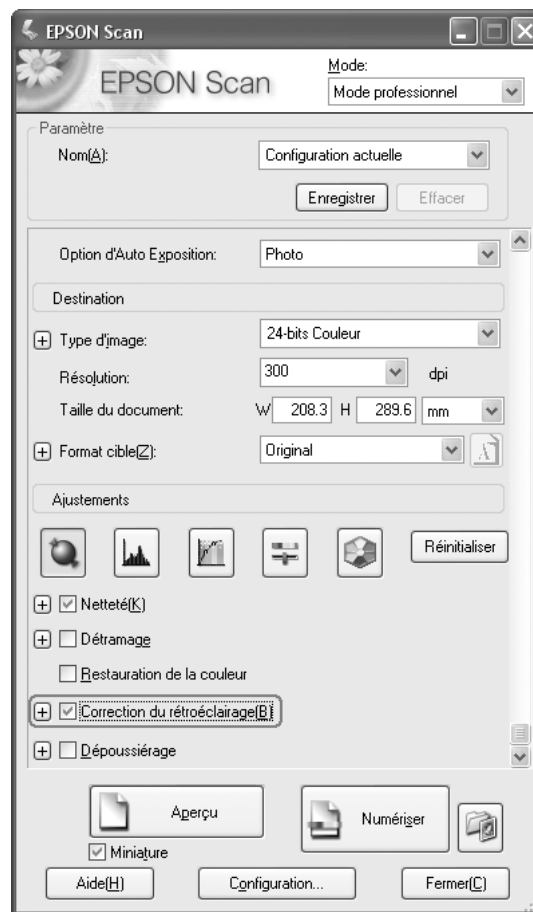 EPSON Scan
EPSON Scan
Mode:
Mode professionnel
Paramètre
Nom(A):
Configuration actuelle
Enregistrer
Effacer
Option d'Auto Exposition:
Photo
Destination
Type d'image:
24-bits Couleur
Résolution:
300
dpi
Taille du document:
W 208.3 H 289.6 mm
Format cible(Z):
Original
Ajustements
Réinitialiser
Netteté(K)
Détramage
Restauration de la couleur
Correction du rétroéclairage(B)
Dépoussiérage
Aperçu
Numériser
Miniature
Aide(H)
Configuration...
Fermer(C)